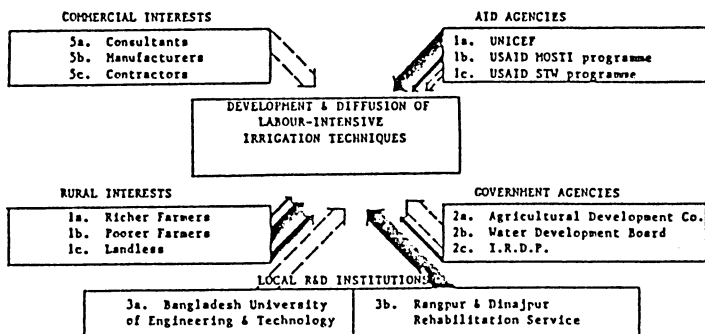 COMMERCIAL INTERESTS
5a. Consultants
5b. Manufacturers
5c. Contractors
AID AGENCIES
1a. UNICEF
1b. USAID MOSTI programme
1c. USAID STW programme
DEVELOPMENT & DIFFUSION OF
LABOUR-INTENSIVE
IRRIGATION TECHNIQUES
RURAL INTERESTS
1a. Richer Farmers
1b. Poorer Farmers
1c. Landless
GOVERNMENT AGENCIES
2a. Agricultural Development Co.
2b. Water Development Board
2c. I.R.D.P.
LOCAL R&D INSTITUTIONS
3a. Bangladesh University
of Engineering & Technology
3b. Rangpur & Dinajpur
Rehabilitation Service